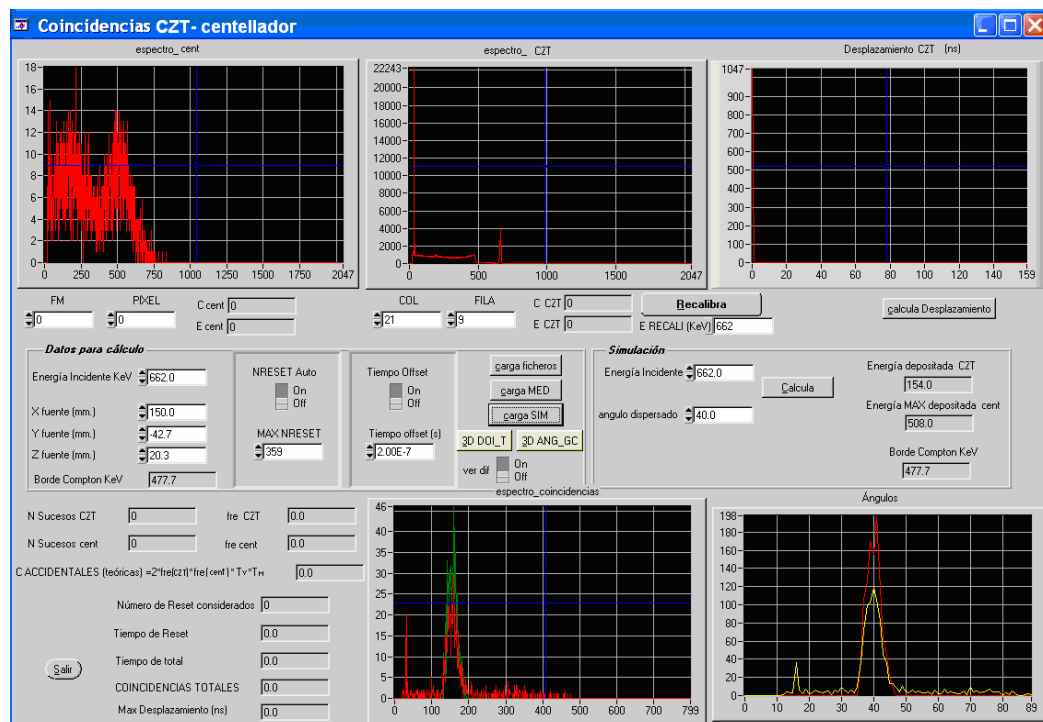 Coincidencias CZT- centellador
espectro_cent
espectro_ CZT
Desplazamiento CZT (ns)
18
16
14
12
10
8
6
4
2
0
0 250 500 750 1000 1250 1500 1750 2047
22243
20000
18000
16000
14000
12000
10000
8000
6000
4000
2000
0
0 500 1000 1500 2047
1047
900
800
700
600
500
400
300
200
100
0
0 20 40 60 80 100 120 140 159
FM PIXEL C cent 0
0 0 E cent 0
COL FILA C CZT 0 Recalibra
21 9 E CZT 0 E RECALI (KeV) 662
calcula Desplazamiento
Datos para cálculo
Energía Incidente KeV 662.0
X fuente (mm.) 150.0
Y fuente (mm.) -42.7
Z fuente (mm.) 20.3
Borde Compton KeV 477.7
NRESET Auto
On
Off
MAX NRESET
359
Tiempo Offset
On
Off
Tiempo offset (s)
2.00E-7
carga ficheros
carga MED
carga SIM
3D DOI_T 3D ANG_GC
ver dif On
Off
Simulación
Energía Incidente 662.0
angulo dispersado 40.0
Calcula
Energía depositada CZT
154.0
Energía MAX depositada cent
508.0
Borde Compton KeV
477.7
N Sucesos CZT 0 fre CZT 0.0
N Sucesos cent 0 fre cent 0.0
C ACCIDENTALES (teóricas) =2*fre(CZT)*fre(cent)*Tv*TH 0.0
Número de Reset considerados 0
Tiempo de Reset 0.0
Tiempo de total 0.0
COINCIDENCIAS TOTALES 0.0
Max Desplazamiento (ns) 0.0
Salir
espectro_coincidencias
46
40
35
30
25
20
15
10
5
0
0 100 200 300 400 500 600 700 799
Ángulos
198
180
160
140
120
100
80
60
40
20
0
0 10 20 30 40 50 60 70 80 89